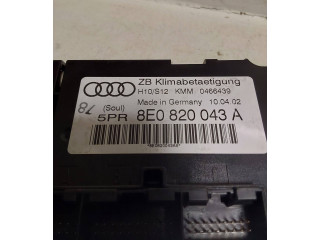 ZB Klimabetaetigung
H10/S12 KMM 0466439
Made in Germany 10.04.02
78
(Soul)
5PR 8E0 820 043 A